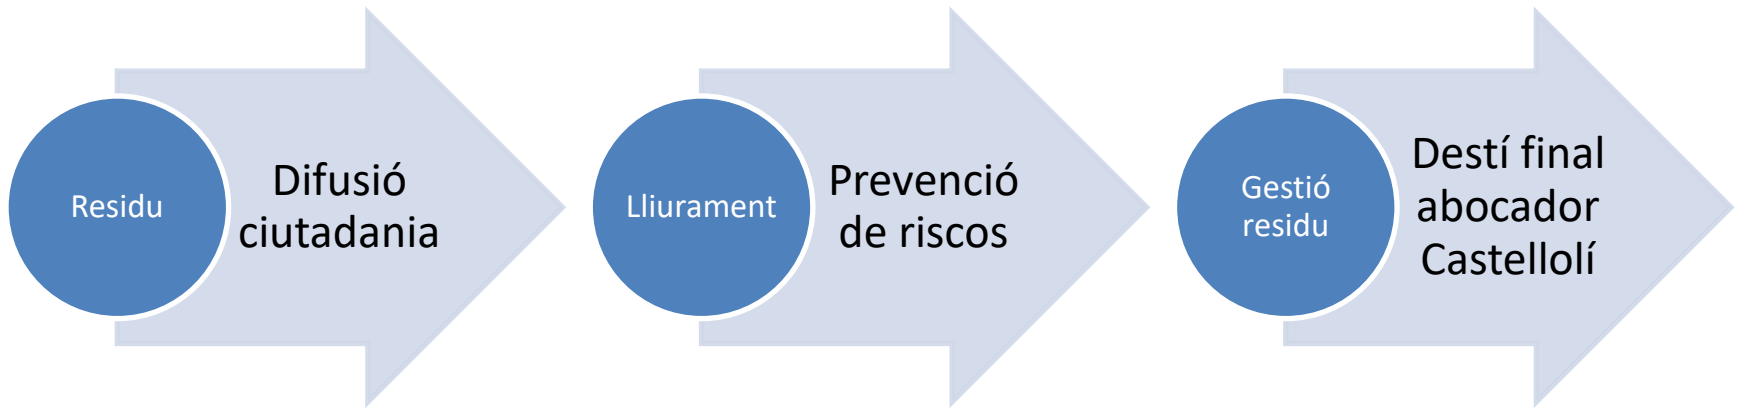 Residu
Difusió
ciutadania
Lliurament
Prevenció
de riscos
Gestió
residu
Destí final
abocador
Castellolí